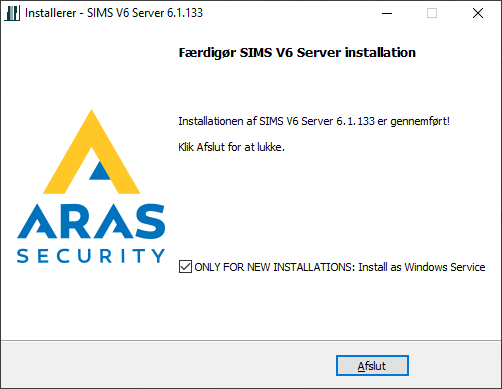 Installerer - SIMS V6 Server 6.1.133
Færdigør SIMS V6 Server installation
Installationen af SIMS V6 Server 6.1.133 er gennemført!
Klik Afslut for at lukke.
ARAS
SECURITY
ONLY FOR NEW INSTALLATIONS: Install as Windows Service
Afslut